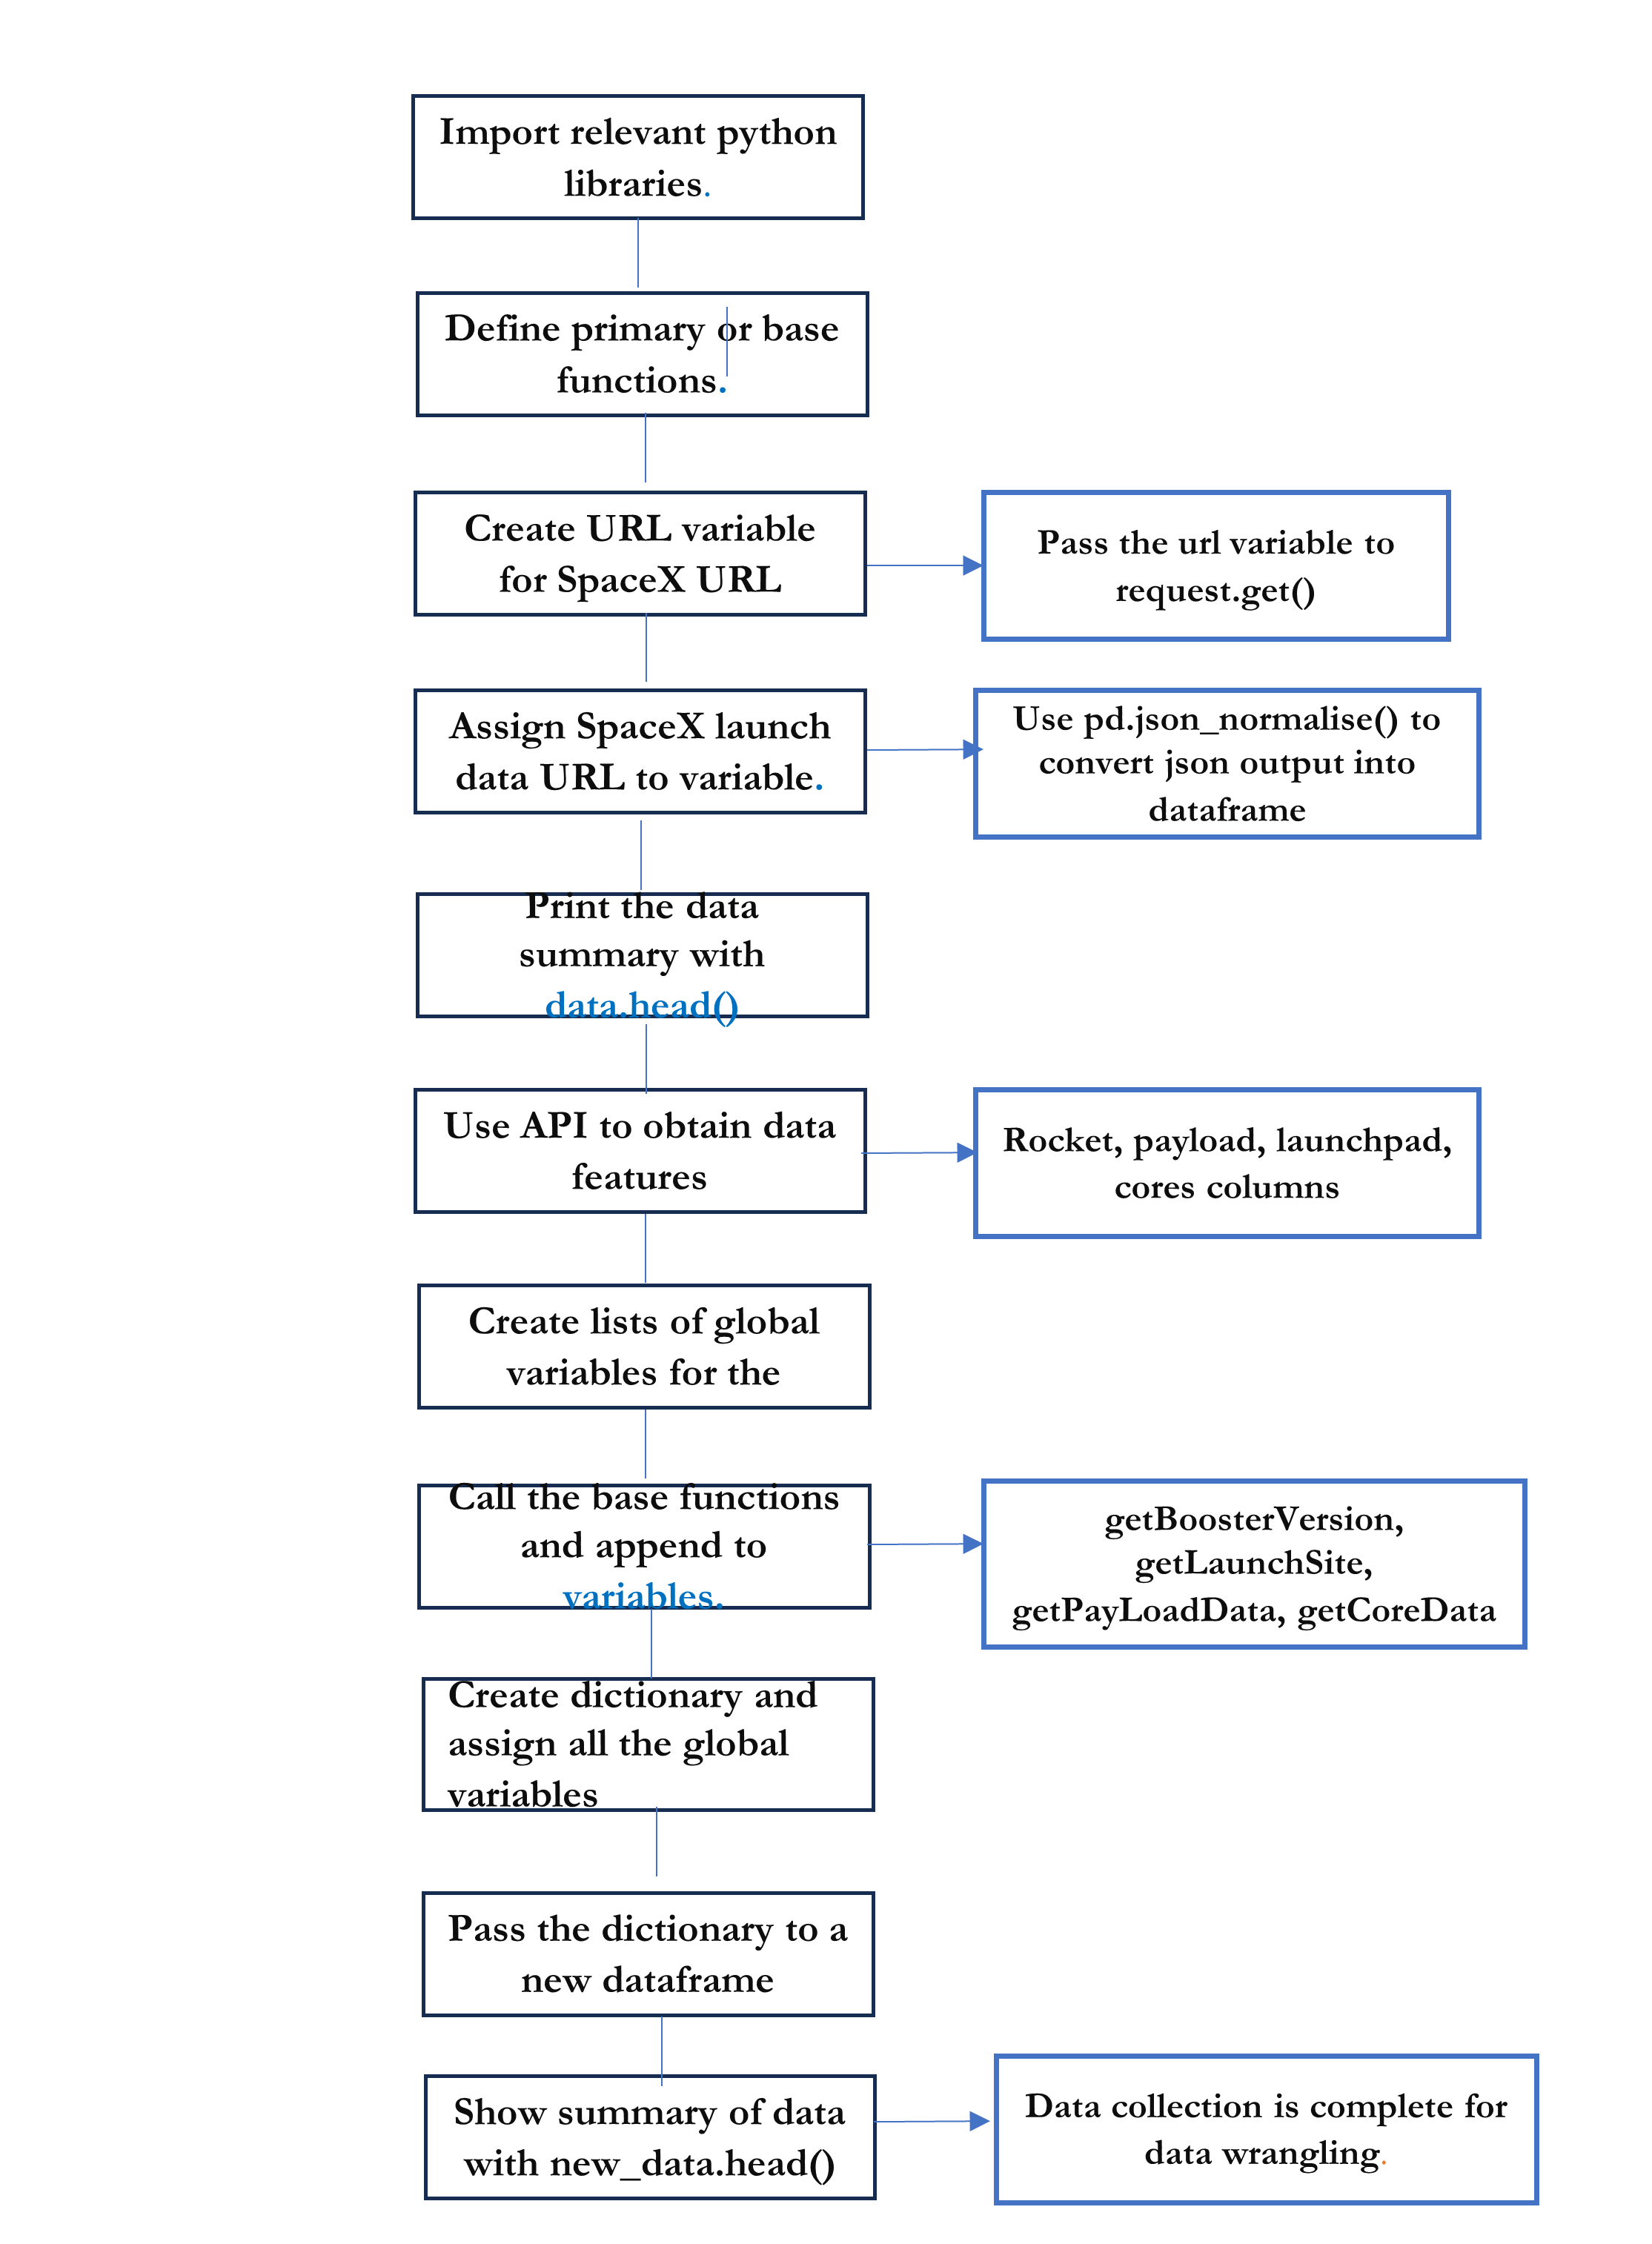 Import relevant python
libraries.
Define primary or base
functions.
Create URL variable
for SpaceX URL
Pass the url variable to
request.get()
Assign SpaceX launch
data URL to variable.
Use pd.json_normalise() to
convert json output into
dataframe
Print the data
summary with
data.head()
Use API to obtain data
features
Rocket, payload, launchpad,
cores columns
Create lists of global
variables for the
Call the base functions
and append to
variables.
getBoosterVersion,
getLaunchSite,
getPayLoadData, getCoreData
Create dictionary and
assign all the global
variables
Pass the dictionary to a
new dataframe
Show summary of data
with new_data.head()
Data collection is complete for
data wrangling.